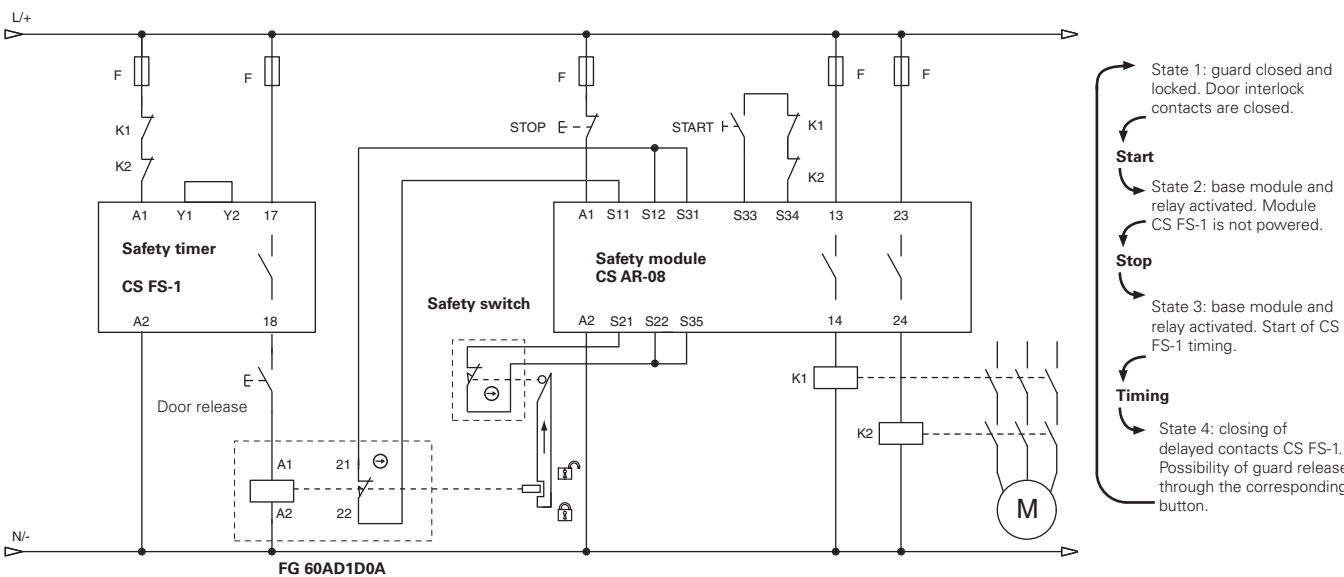 L/+
F
F
F
F
F
K1
K2
STOP
START
K1
K2
A1 Y1 Y2 17
A1 S11 S12 S31 S33 S34 13 23
Safety timer
CS FS-1
Safety module
CS AR-08
A2 18
Safety switch
A2 S21 S22 S35 14 24
Door release
K1
K2
A1 21
A2 22
M
N/-
FG 60AD1D0A
State 1: guard closed and
locked. Door interlock
contacts are closed.
Start
State 2: base module and
relay activated. Module
CS FS-1 is not powered.
Stop
State 3: base module and
relay activated. Start of CS
FS-1 timing.
Timing
State 4: closing of
delayed contacts CS FS-1.
Possibility of guard release
through the corresponding
button.